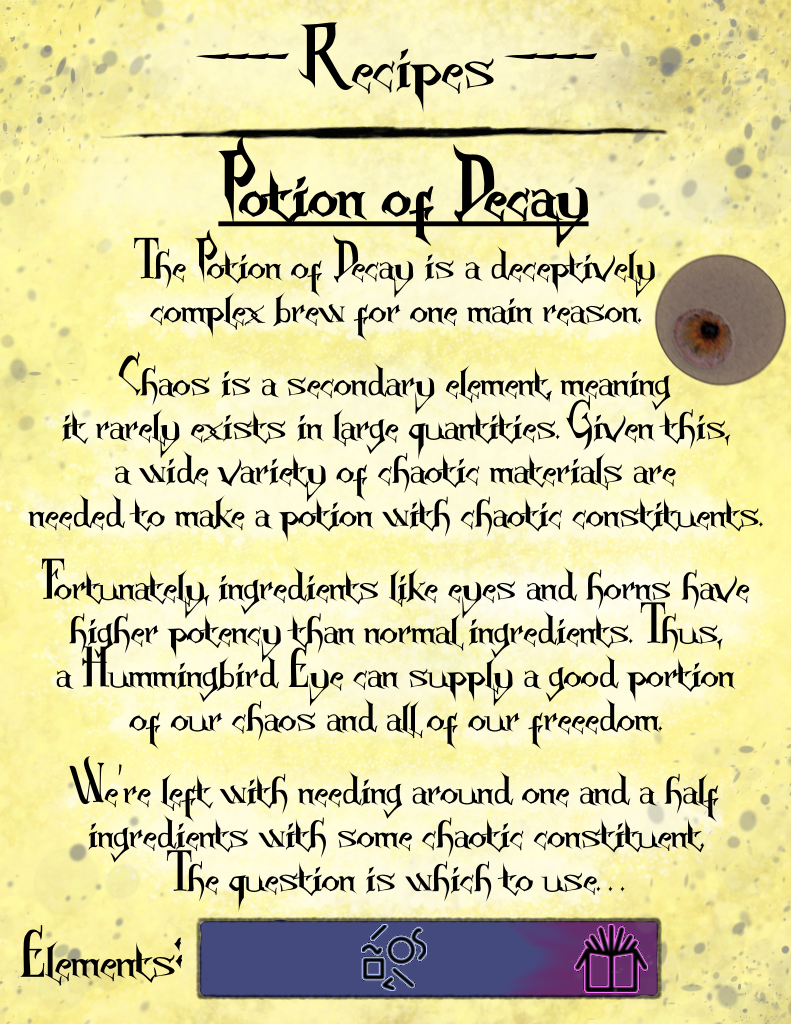 Recipes
Potion of Decay
The Potion of Decay is a deceptively
complex brew for one main reason.
Chaos is a secondary element, meaning
it rarely exists in large quantities. Given this,
a wide variety of chaotic materials are
needed to make a potion with chaotic constituents.
Fortunately, ingredients like eyes and horns have
higher potency than normal ingredients. Thus,
a Hummingbird Eye can supply a good portion
of our chaos and all of our freeedom.
We're left with needing around one and a half
ingredients with some chaotic constituent.
The question is which to use...
Elements: